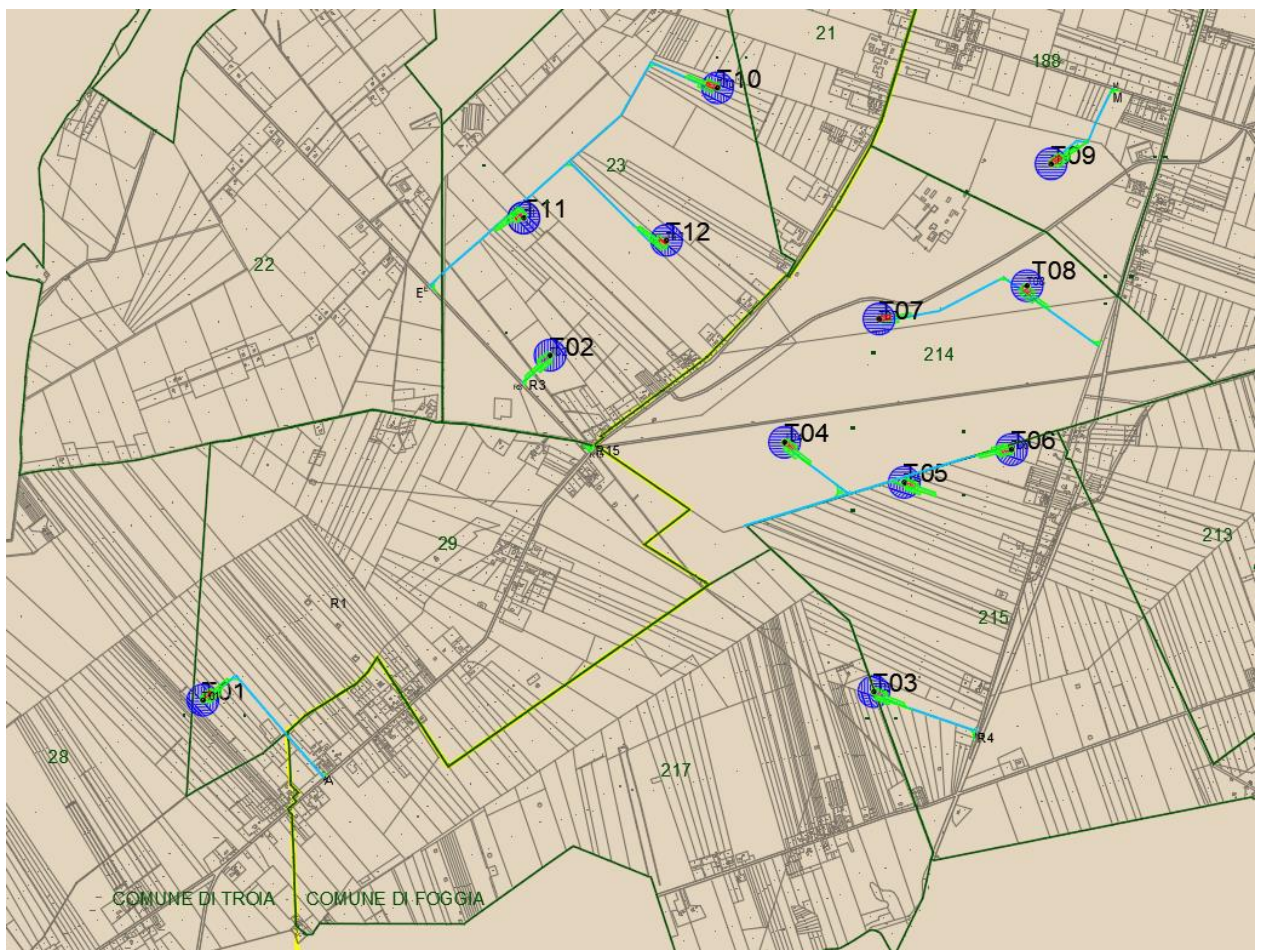 21
188
T10
M
T09
23
T11
T12
22
E
T08
T07
T02
214
R3
T04
R15
T06
T05
29
213
R1
215
T01
T03
R4
28
217
A
COMUNE DI TROIA
COMUNE DI FOGGIA